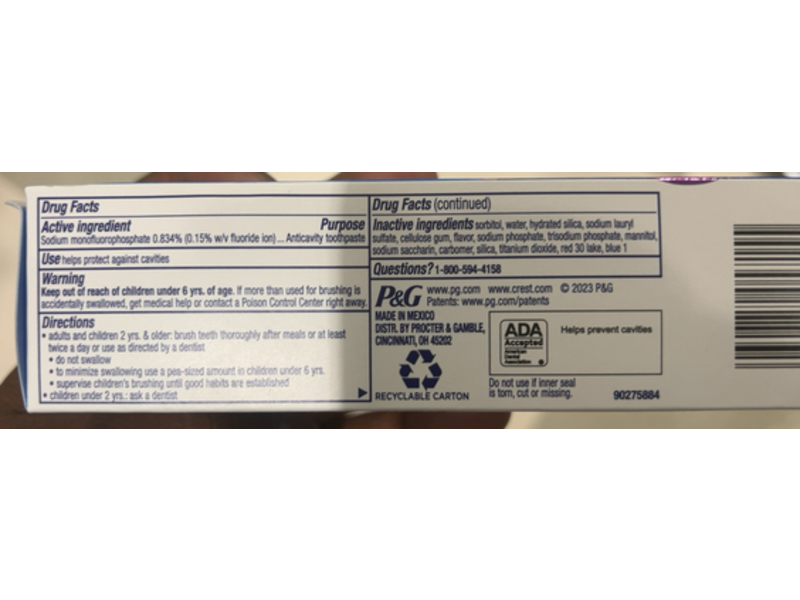 Drug Facts
Active ingredient Purpose
Sodium monofluorophosphate 0.834% (0.15% w/v fluoride ion) ... Anticavity toothpaste
Use helps protect against cavities
Warning
Keep out of reach of children under 6 yrs. of age. If more than used for brushing is
accidentally swallowed, get medical help or contact a Poison Control Center right away.
Directions
• adults and children 2 yrs. & older: brush teeth thoroughly after meals or at least
twice a day or use as directed by a dentist
• do not swallow
• to minimize swallowing use a pea-sized amount in children under 6 yrs.
• supervise children's brushing until good habits are established
• children under 2 yrs.: ask a dentist
Drug Facts (continued)
Inactive ingredients sorbitol, water, hydrated silica, sodium lauryl
sulfate, cellulose gum, flavor, sodium phosphate, trisodium phosphate, mannitol,
sodium saccharin, carbomer, silica, titanium dioxide, red 30 lake, blue 1
Questions? 1-800-594-4158
P&G www.pg.com www.crest.com © 2023 P&G
Patents: www.pg.com/patents
MADE IN MEXICO
DISTR. BY PROCTER & GAMBLE,
CINCINNATI, OH 45202
RECYCLABLE CARTON
ADA
Accepted
American
Dental
Association
Helps prevent cavities
Do not use if inner seal
is torn, cut or missing.
90275884